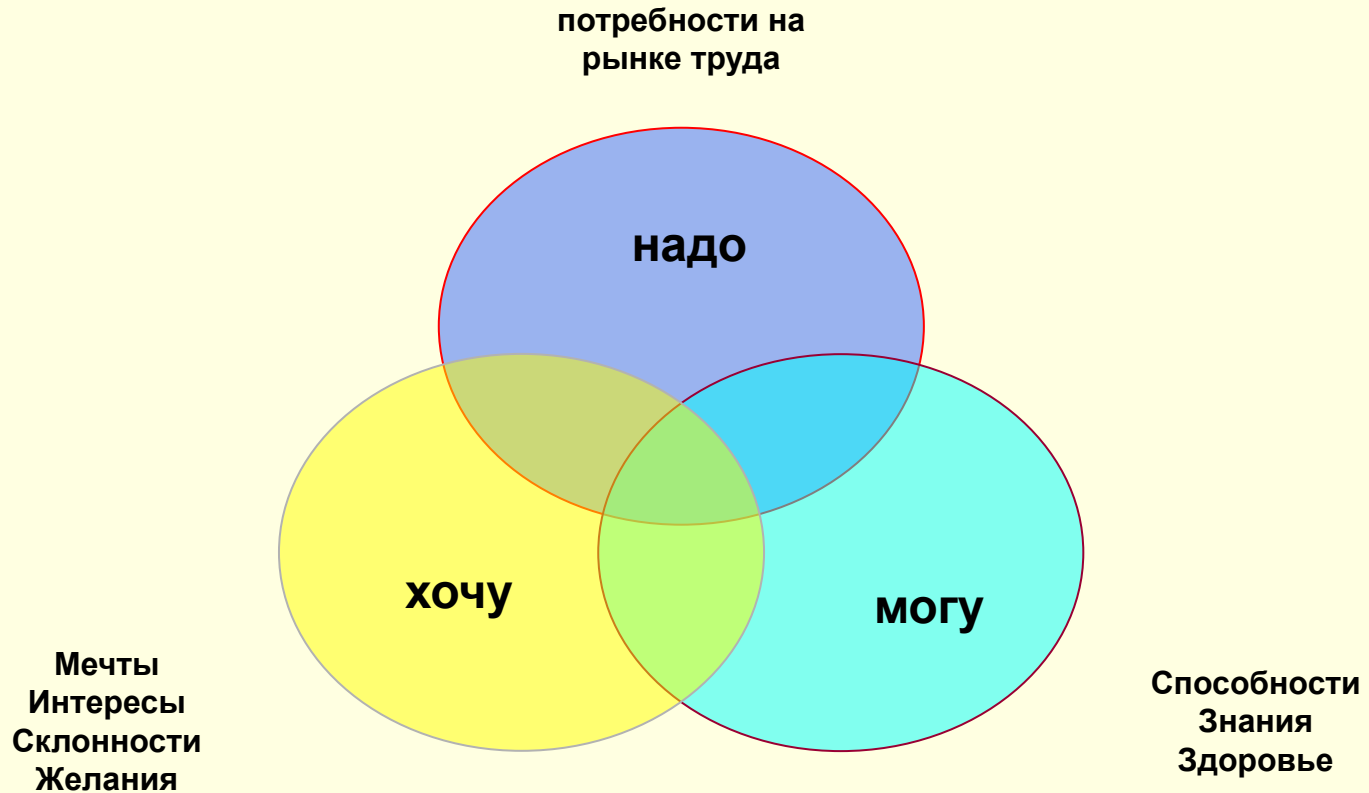 потребности на
рынке труда
надо
хочу
могу
Мечты
Интересы
Склонности
Желания
Способности
Знания
Здоровье